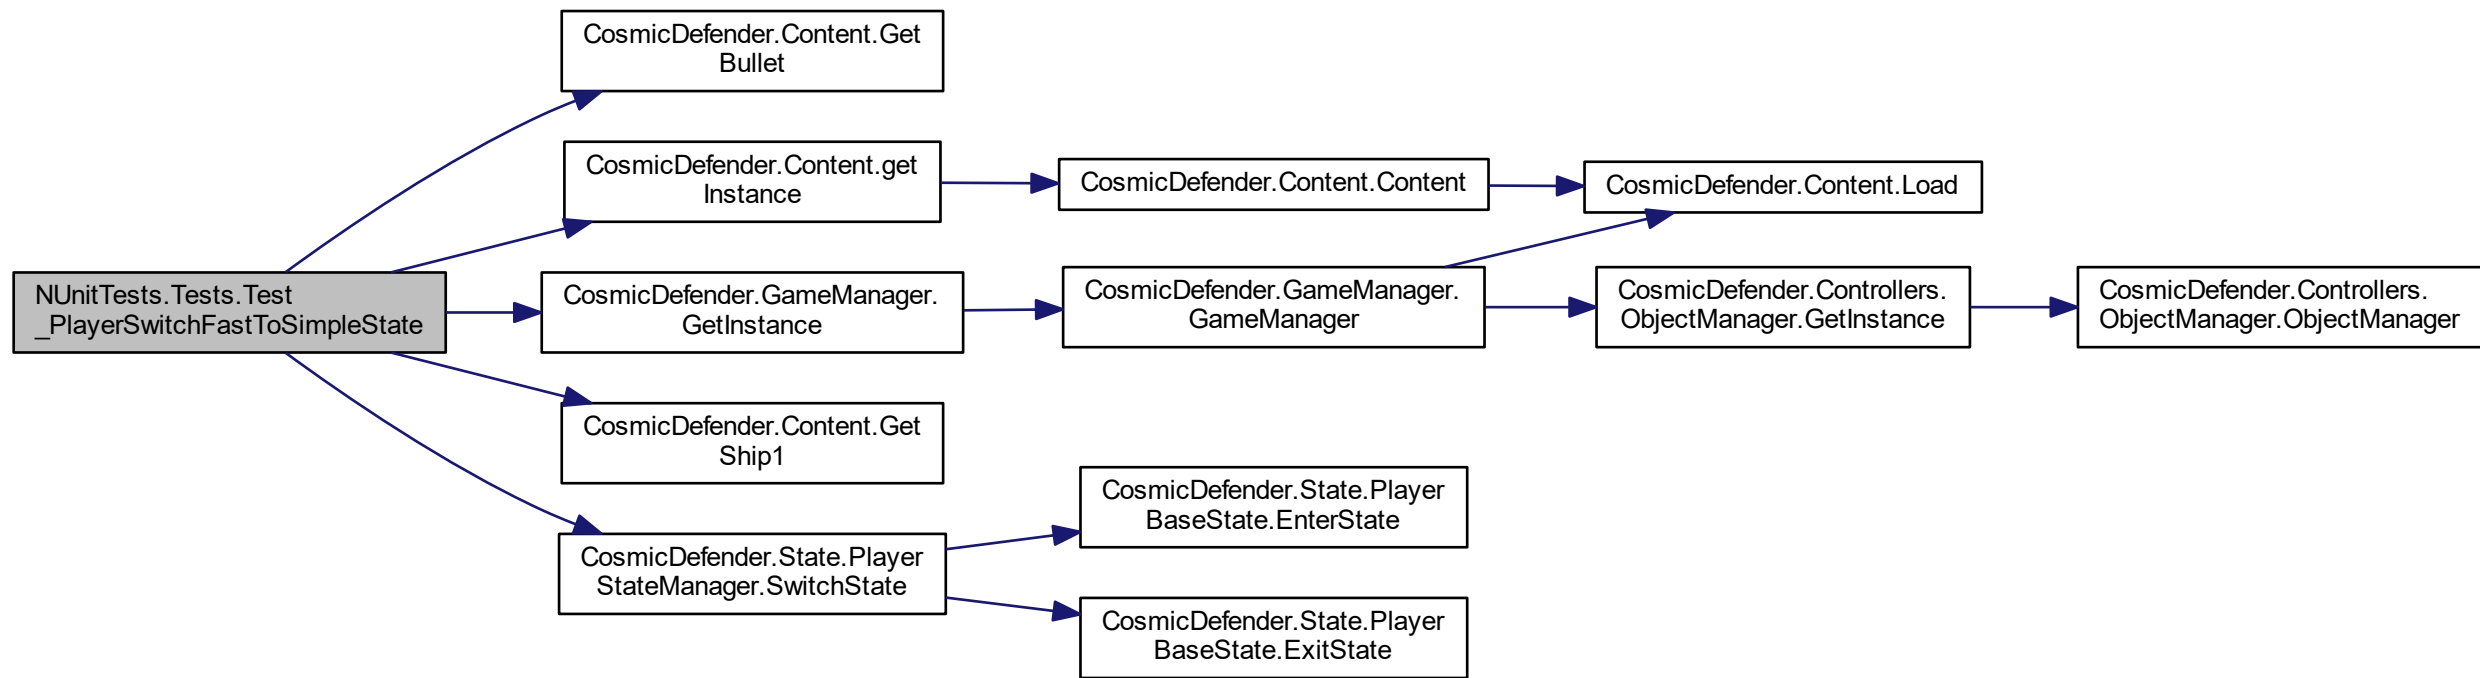 CosmicDefender.Content.Get
Bullet
CosmicDefender.Content.get
Instance
CosmicDefender.Content.Content
CosmicDefender.Content.Load
NUnitTests.Tests.Test
_PlayerSwitchFastToSimpleState
CosmicDefender.GameManager.
GetInstance
CosmicDefender.GameManager.
GameManager
CosmicDefender.Controllers.
ObjectManager.GetInstance
CosmicDefender.Controllers.
ObjectManager.ObjectManager
CosmicDefender.Content.Get
Ship1
CosmicDefender.State.Player
StateManager.SwitchState
CosmicDefender.State.Player
BaseState.EnterState
CosmicDefender.State.Player
BaseState.ExitState